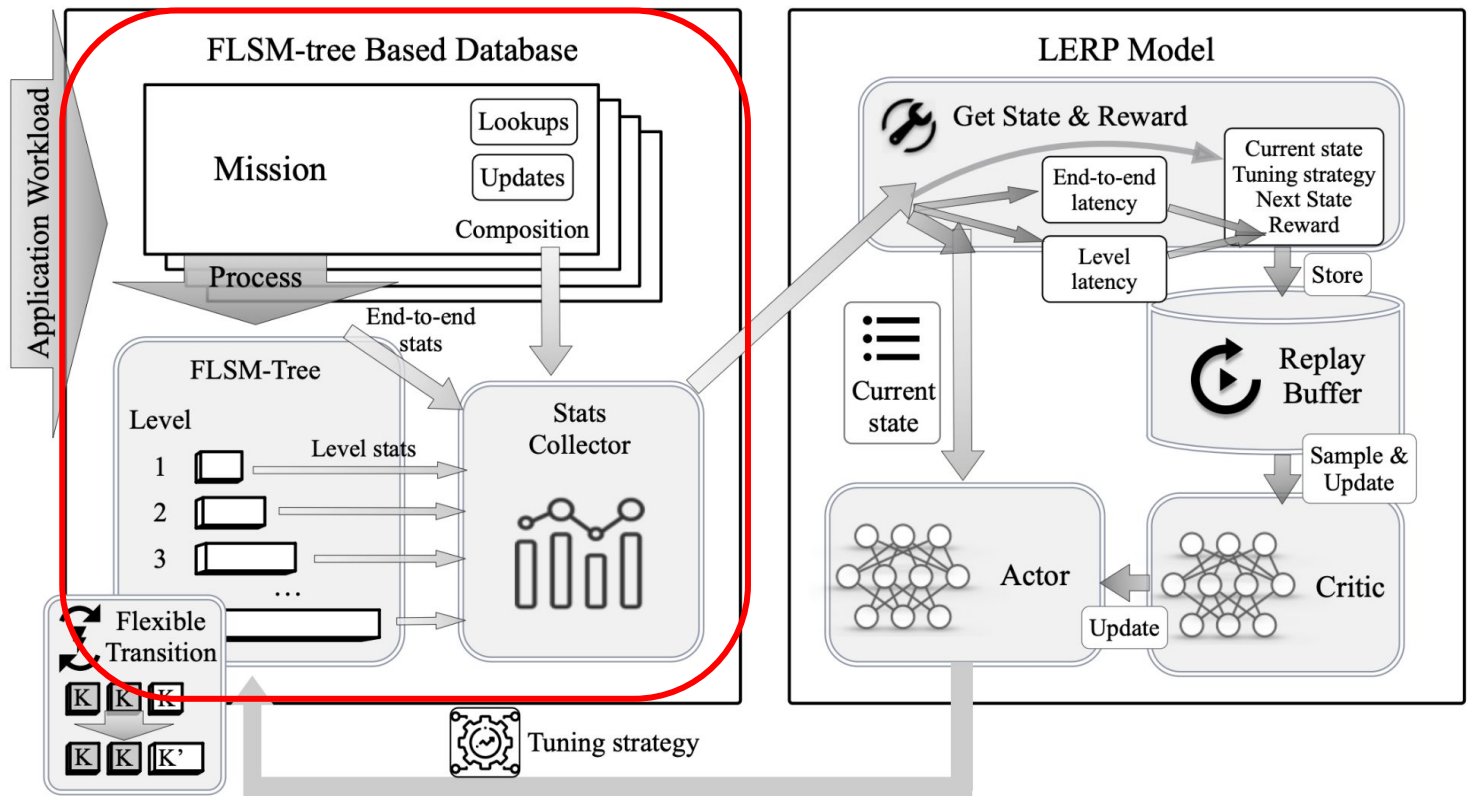 Application Workload
FLSM-tree Based Database
Mission
Lookups
Updates
Composition
Process
End-to-end
stats
FLSM-Tree
Level
1
2
3
...
Level stats
Stats
Collector
Flexible
Transition
K K K
K K K’
Tuning strategy
LERP Model
Get State & Reward
End-to-end
latency
Level
latency
Current state
Tuning strategy
Next State
Reward
Store
Current
state
Replay
Buffer
Sample &
Update
Actor
Update
Critic